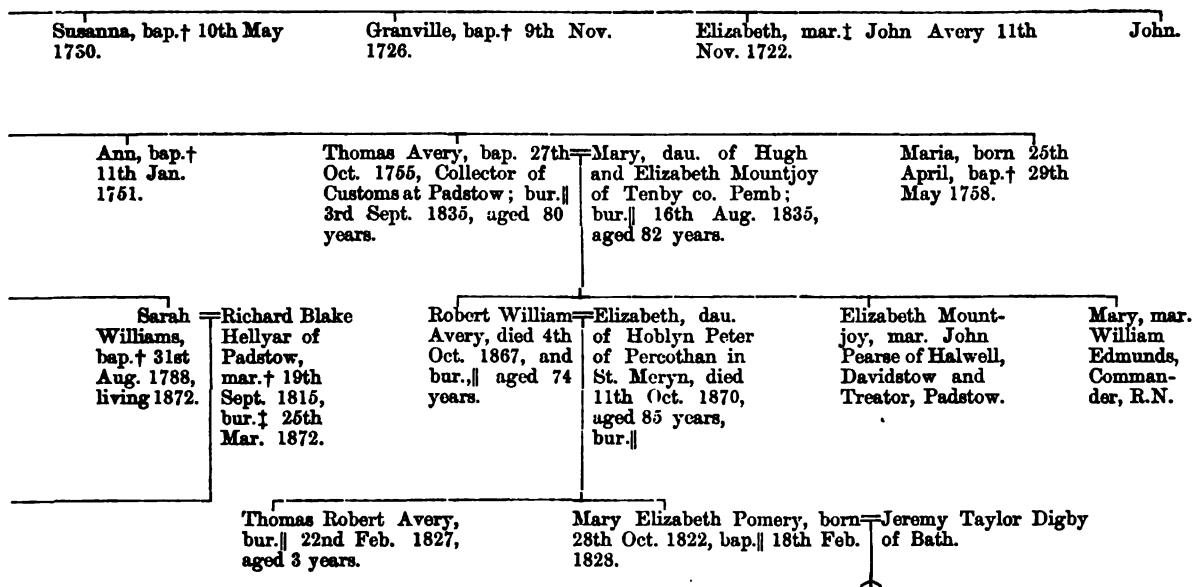 Susanna, bap.† 10th May
1730.
Granville, bap.† 9th Nov.
1726.
Elizabeth, mar.‡ John Avery 11th
Nov. 1722.
John.
Ann, bap.†
11th Jan.
1751.
Thomas Avery, bap. 27th
Oct. 1755, Collector of
Customs at Padstow; bur.‖
3rd Sept. 1835, aged 80
years.
Mary, dau. of Hugh
and Elizabeth Mountjoy
of Tenby co. Pemb;
bur.‖ 16th Aug. 1835,
aged 82 years.
Maria, born 25th
April, bap.† 29th
May 1758.
Sarah
Williams,
bap.† 31st
Aug. 1788,
living 1872.
Richard Blake
Hellyar of
Padstow,
mar.† 19th
Sept. 1815,
bur.‡ 25th
Mar. 1872.
Robert William
Avery, died 4th
Oct. 1867, and
bur.,‖ aged 74
years.
Elizabeth, dau.
of Hoblyn Peter
of Percothan in
St. Meryn, died
11th Oct. 1870,
aged 85 years,
bur.‖
Elizabeth Mount-
joy, mar. John
Pearse of Halwell,
Davidstow and
Treator, Padstow.
Mary, mar.
William
Edmunds,
Comman-
der, R.N.
Thomas Robert Avery,
bur.‖ 22nd Feb. 1827,
aged 3 years.
Mary Elizabeth Pomery, born
28th Oct. 1822, bap.‖ 18th Feb.
1828.
Jeremy Taylor Digby
of Bath.